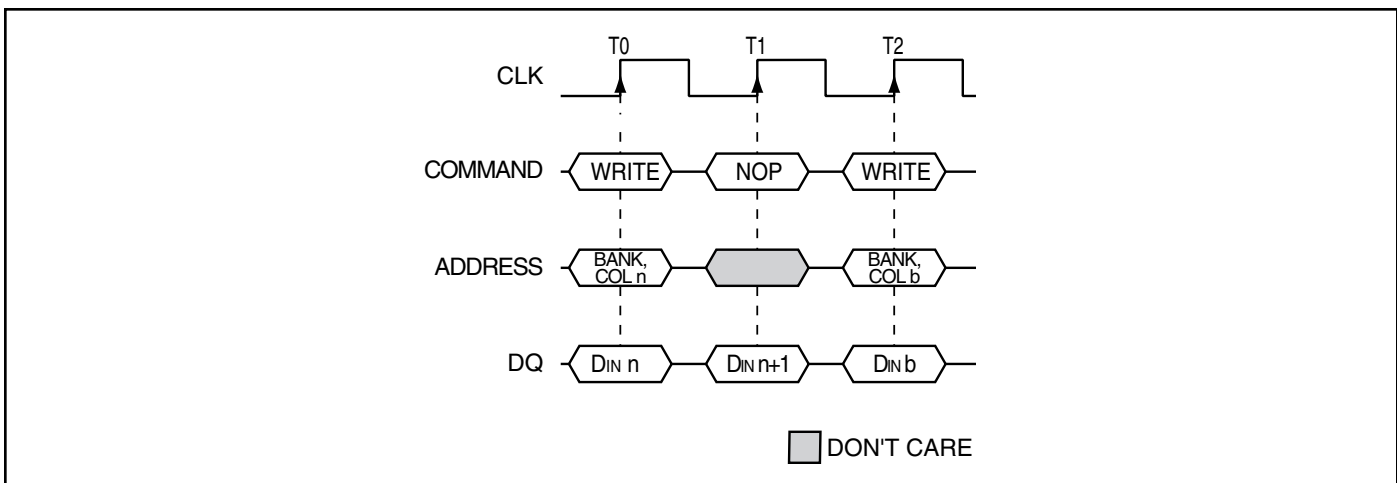 T0 T1 T2
CLK
COMMAND WRITE NOP WRITE
ADDRESS BANK, COL n BANK, COL b
DQ DIN n DIN n+1 DIN b
DON'T CARE